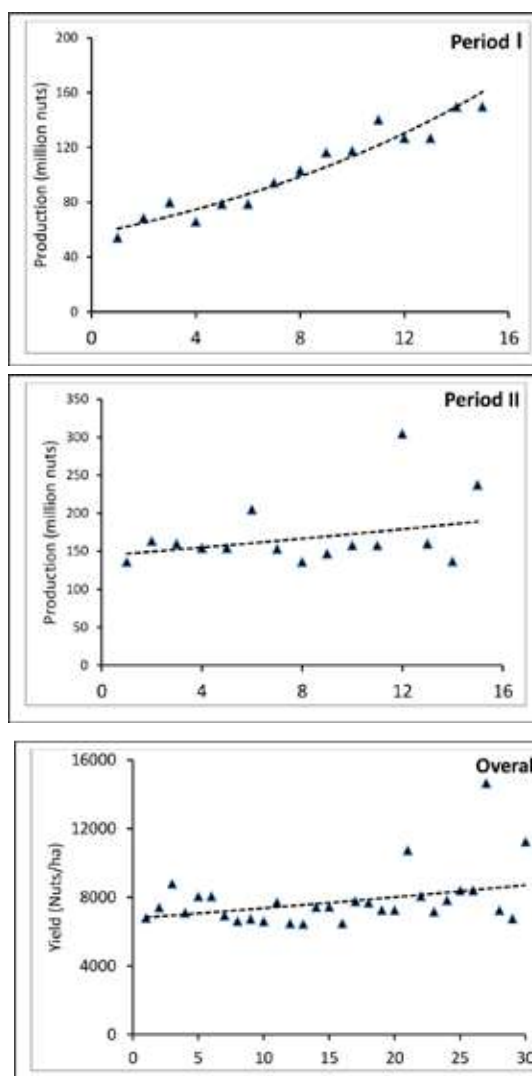 Period I
Production (million nuts)
200
160
120
80
40
0
0 4 8 12 16
Period II
Production (million nuts)
350
300
250
200
150
100
50
0
0 4 8 12 16
Overal
Yield (Nuts/ha)
16000
12000
8000
4000
0
0 5 10 15 20 25 30